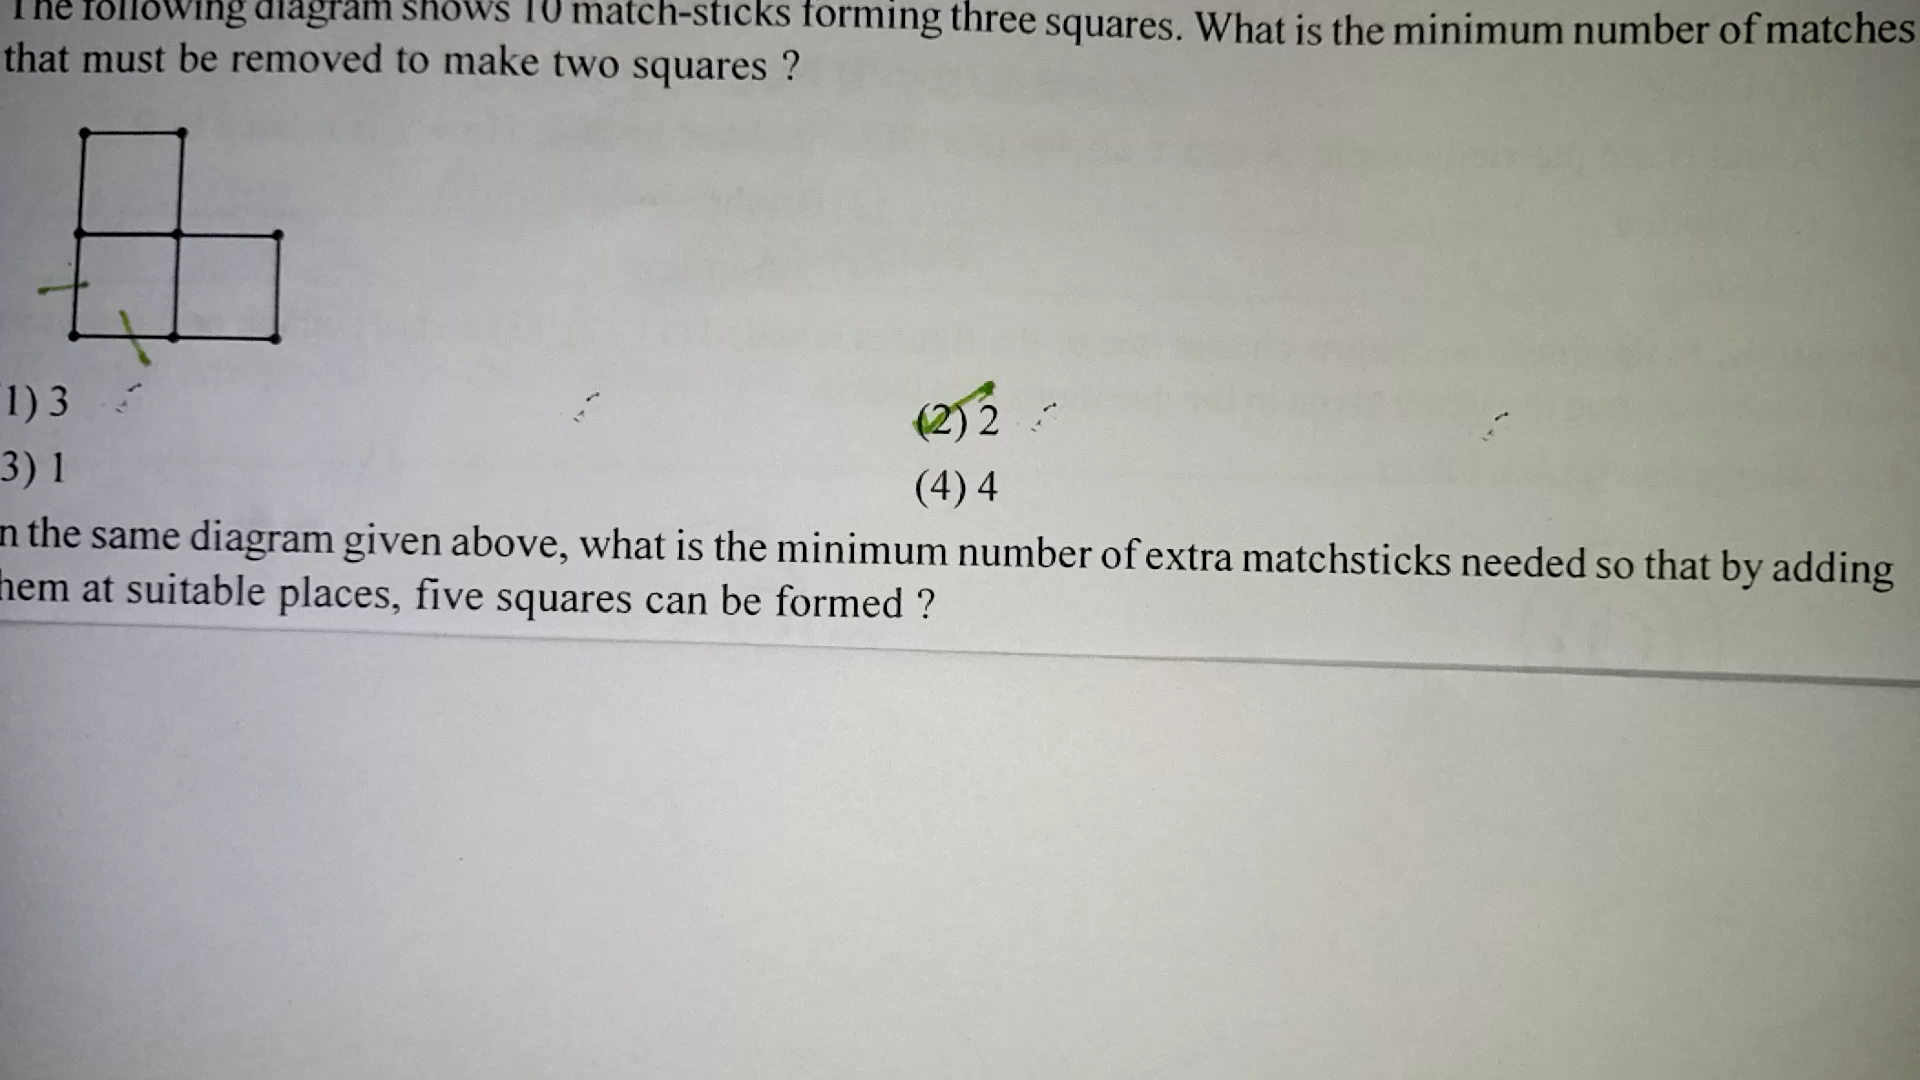 The following diagram shows 10 match-sticks forming three squares. What is the minimum number of matches
that must be removed to make two squares ?
1) 3
(2) 2
3) 1
(4) 4
n the same diagram given above, what is the minimum number of extra matchsticks needed so that by adding
hem at suitable places, five squares can be formed ?